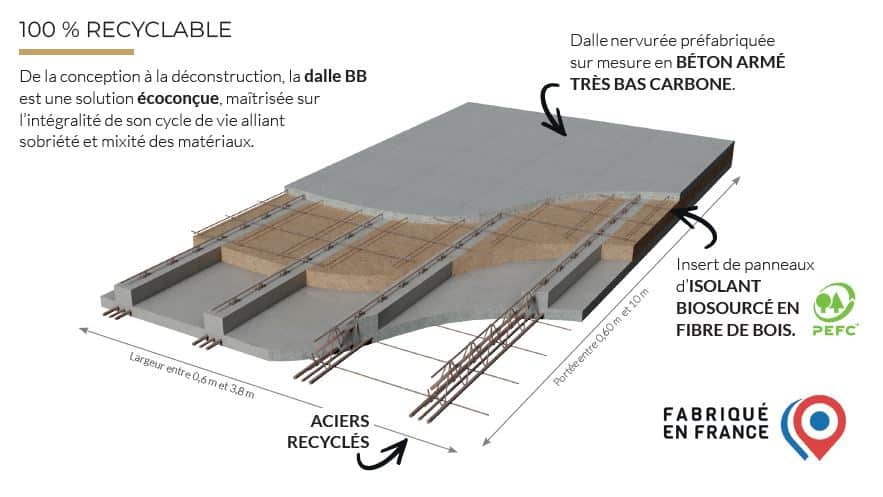 100 % RECYCLABLE
De la conception à la déconstruction, la dalle BB
est une solution écoconçue, maîtrisée sur
l'intégralité de son cycle de vie alliant
sobriété et mixité des matériaux.
Dalle nervurée préfabriquée
sur mesure en BÉTON ARMÉ
TRÈS BAS CARBONE.
Insert de panneaux
d'ISOLANT
BIOSOURCÉ EN
FIBRE DE BOIS.
PEFC
Portée entre 0,60 m et 10 m
Largeur entre 0,6 m et 3,8 m
ACIERS
RECYCLÉS
FABRIQUÉ
EN FRANCE